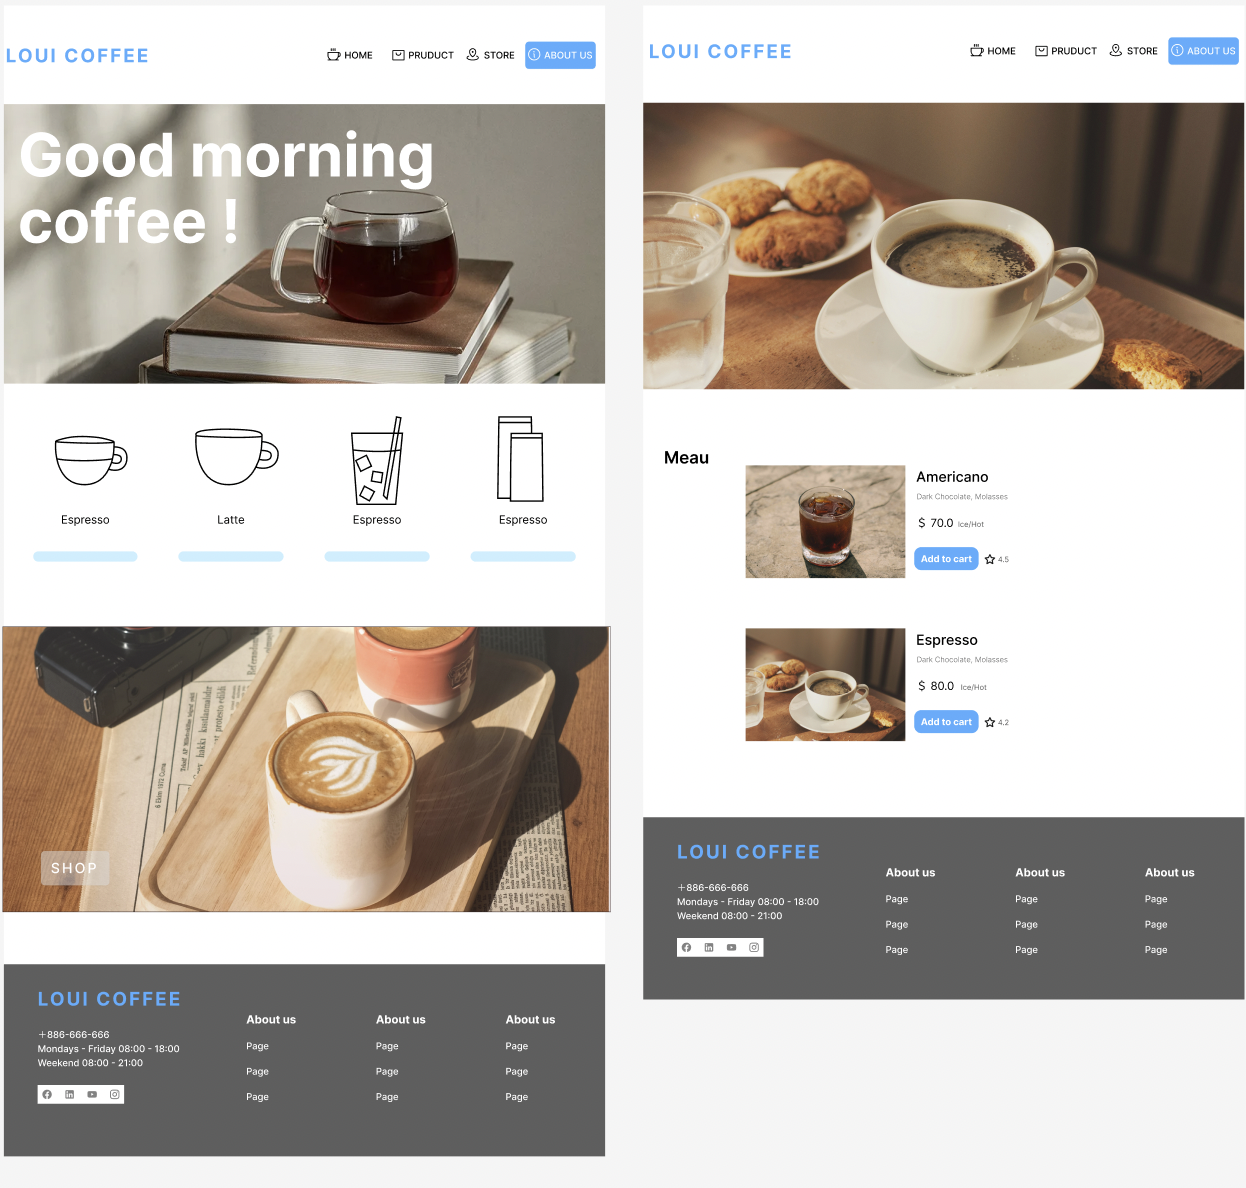 LOUI COFFEE
HOME
PRUDUCT
STORE
ABOUT US
Good morning
coffee !
Espresso
Latte
Espresso
Espresso
SHOP
LOUI COFFEE
+886-666-666
Mondays - Friday 08:00 - 18:00
Weekend 08:00 - 21:00
About us
Page
Page
Page
About us
Page
Page
Page
About us
Page
Page
Page
LOUI COFFEE
HOME
PRUDUCT
STORE
ABOUT US
Meau
Americano
Dark Chocolate, Molasses
$ 70.0 Ice/Hot
Add to cart
4.5
Espresso
Dark Chocolate, Molasses
$ 80.0 Ice/Hot
Add to cart
4.2
LOUI COFFEE
+886-666-666
Mondays - Friday 08:00 - 18:00
Weekend 08:00 - 21:00
About us
Page
Page
Page
About us
Page
Page
Page
About us
Page
Page
Page